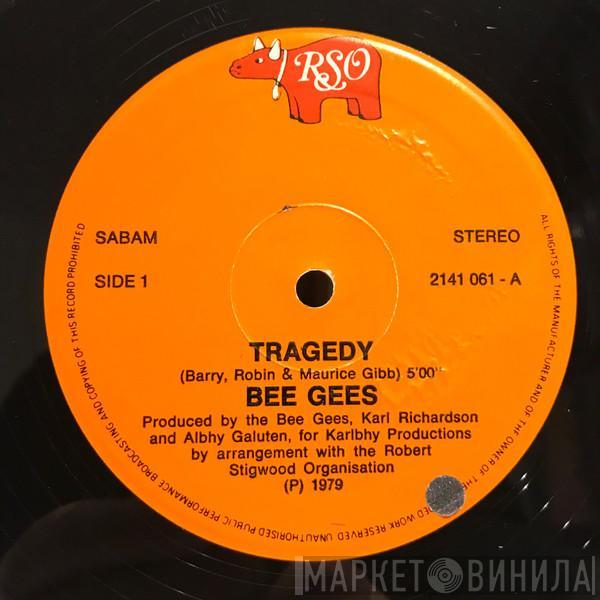 RSO
SABAM
STEREO
SIDE 1
2141 061 - A
TRAGEDY
(Barry, Robin & Maurice Gibb) 5'00"
BEE GEES
Produced by the Bee Gees, Karl Richardson
and Albhy Galuten, for Karlbhy Productions
by arrangement with the Robert
Stigwood Organisation
(P) 1979
ALL RIGHTS OF THE MANUFACTURER AND OF THE OWNER OF THE RECORDED WORK RESERVED UNAUTHORISED PUBLIC PERFORMANCE BROADCASTING AND COPYING OF THIS RECORD PROHIBITED
МАРКЕТ ВИНИЛА